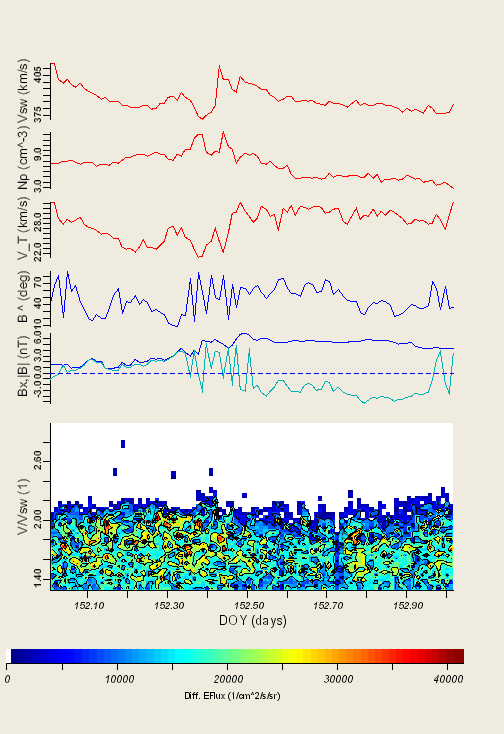 Vsw (km/s)
405
375
Np (cm^-3)
9.0
3.0
V_T (km/s)
28.0
22.0
B ^ (deg)
70
40
10
Bx,|B| (nT)
6.0
3.0
0.0
-3.0
V/Vsw (1)
2.60
2.00
1.40
152.10 152.30 152.50 152.70 152.90
DOY (days)
0 10000 20000 30000 40000
Diff. EFlux (1/cm^2/s/sr)